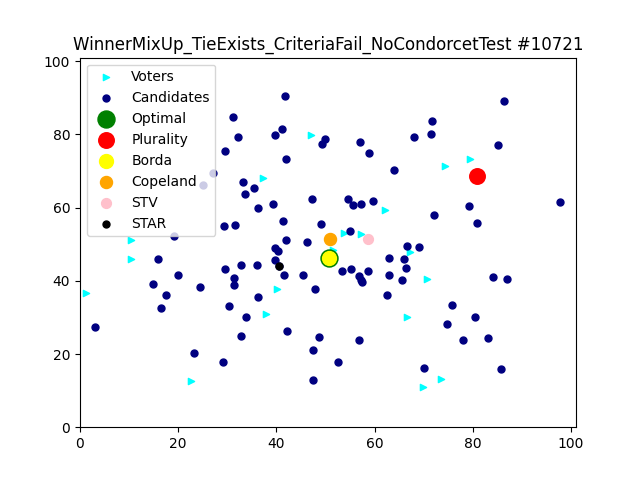 WinnerMixUp_TieExists_CriteriaFail_NoCondorcetTest #10721
100
80
60
40
20
0
Voters
Candidates
Optimal
Plurality
Borda
Copeland
STV
STAR
0 20 40 60 80 100